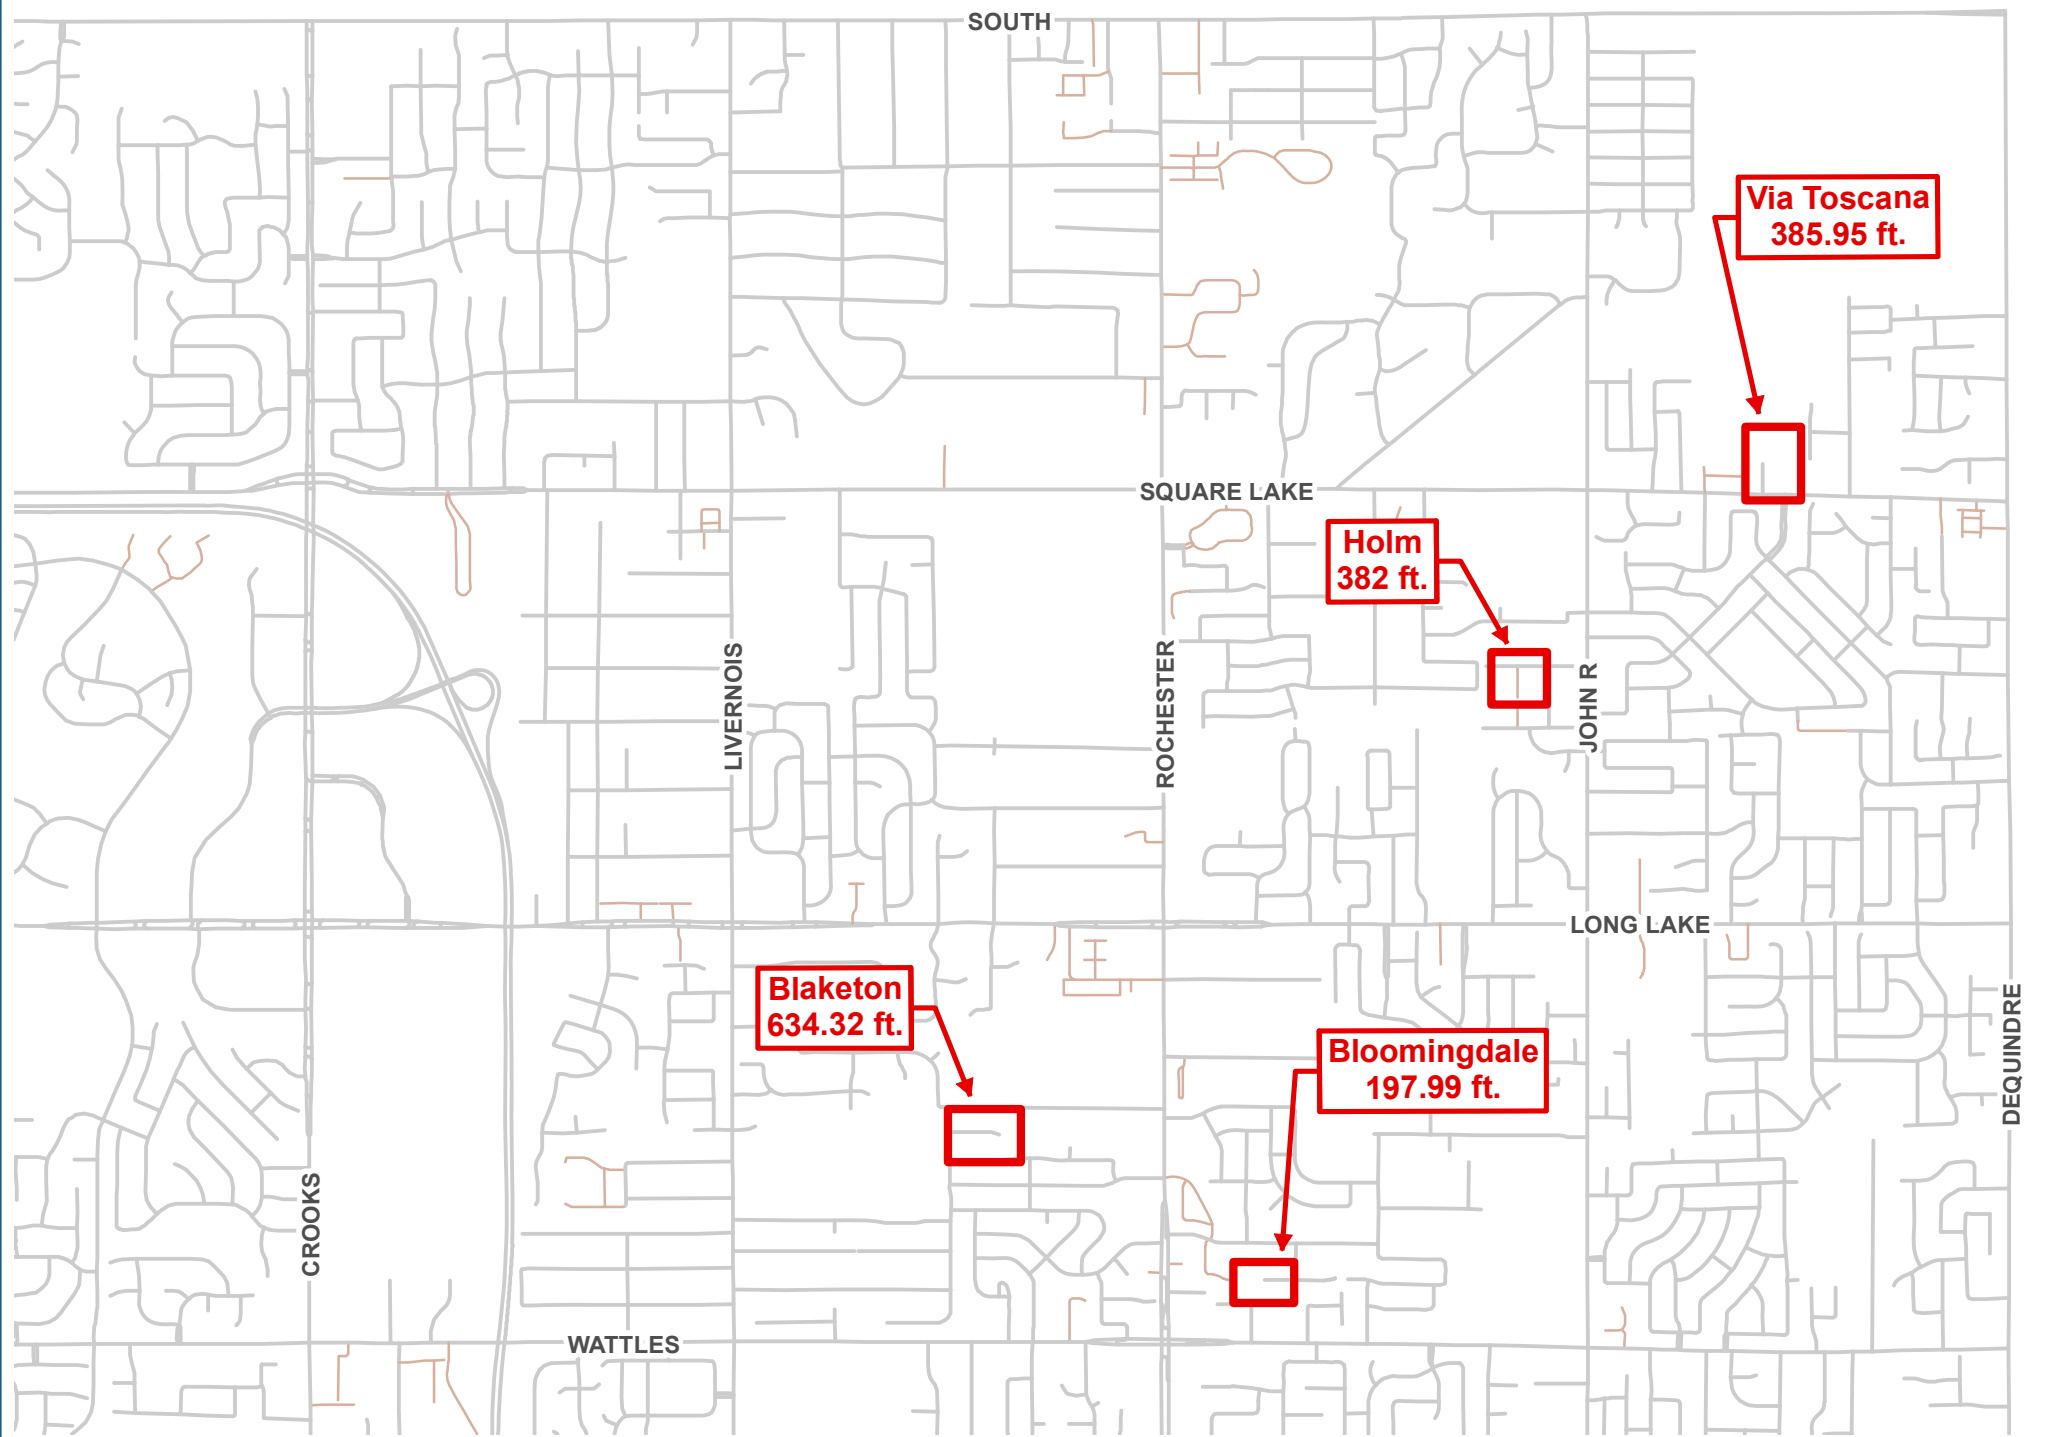 SOUTH
Via Toscana
385.95 ft.
SQUARE LAKE
Holm
382 ft.
LIVERNOIS
ROCHESTER
JOHN R
LONG LAKE
Blaketon
634.32 ft.
Bloomingdale
197.99 ft.
DEQUINDRE
CROOKS
WATTLES